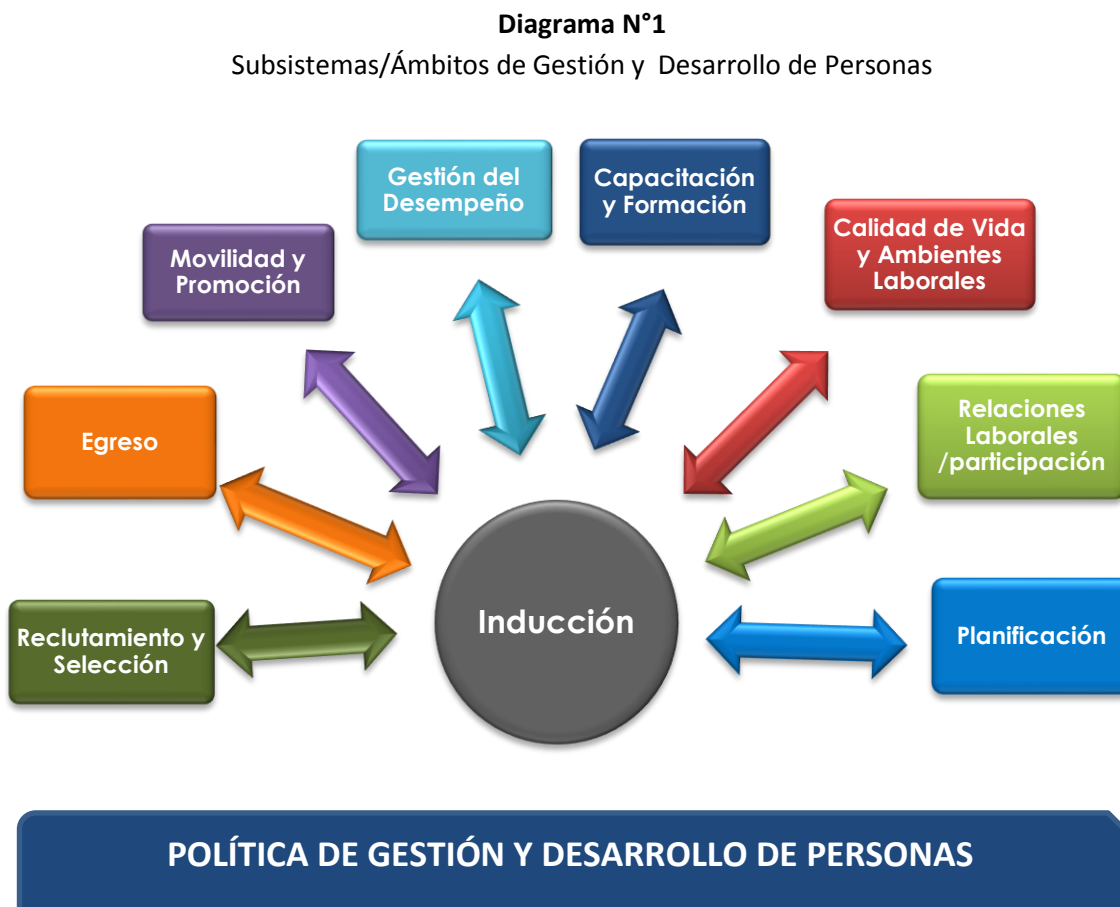 Diagrama N°1
Subsistemas/Ámbitos de Gestión y Desarrollo de Personas
Gestión del
Desempeño
Capacitación
y Formación
Movilidad y
Promoción
Calidad de Vida
y Ambientes
Laborales
Egreso
Relaciones
Laborales
/participación
Reclutamiento y
Selección
Inducción
Planificación
POLÍTICA DE GESTIÓN Y DESARROLLO DE PERSONAS